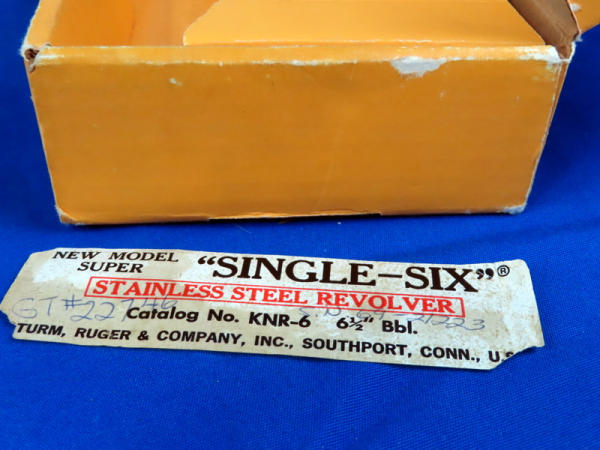 NEW MODEL
SUPER
“SINGLE-SIX”®
STAINLESS STEEL REVOLVER
GT# 22746
Catalog No. KNR-6 6½" Bbl.
TURM, RUGER & COMPANY, INC., SOUTHPORT, CONN., U.S